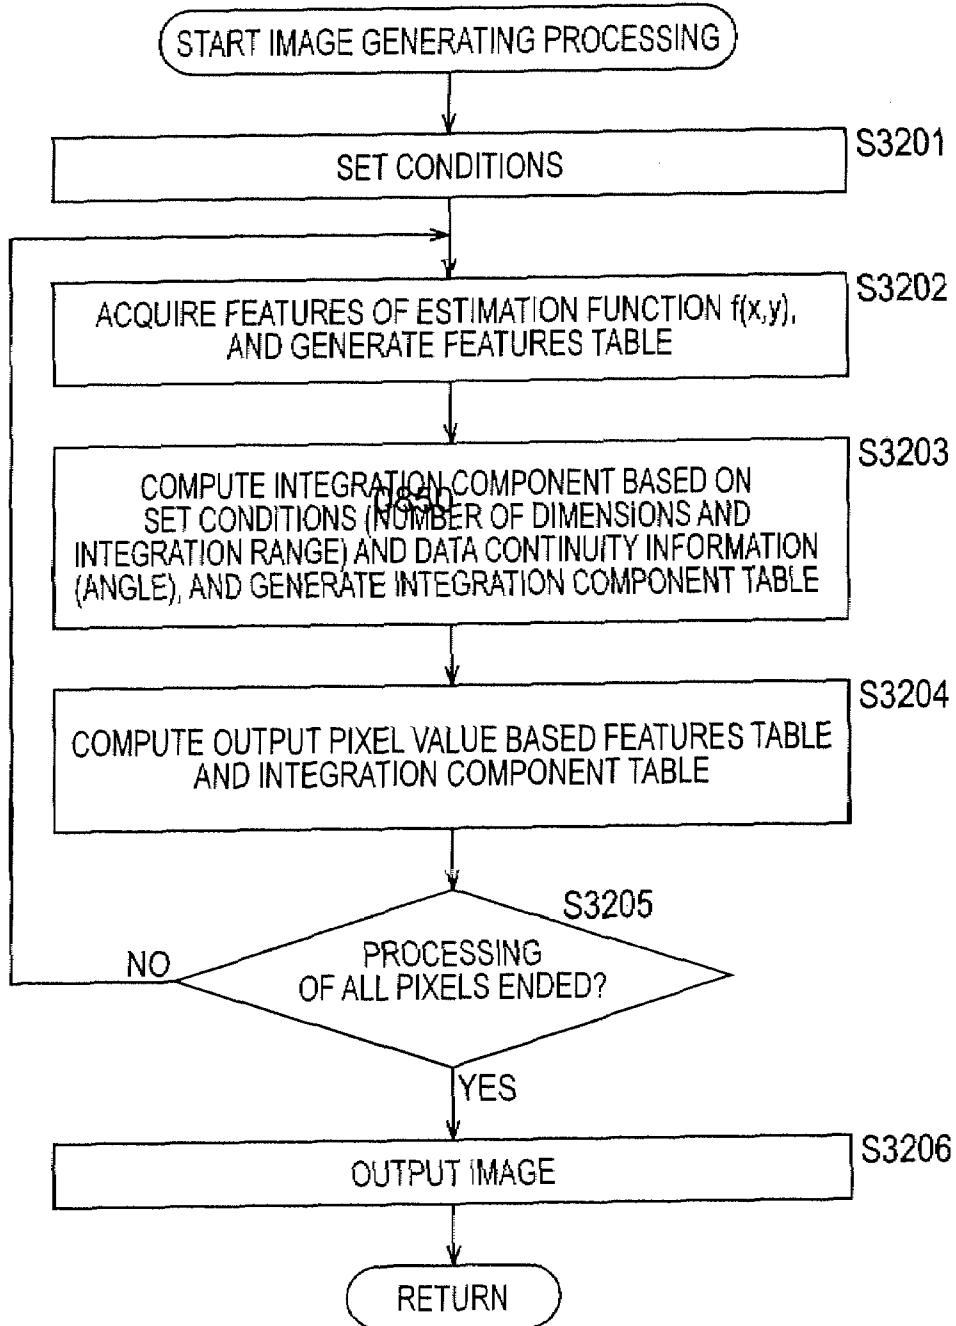 START IMAGE GENERATING PROCESSING
S3201
SET CONDITIONS
S3202
ACQUIRE FEATURES OF ESTIMATION FUNCTION f(x,y),
AND GENERATE FEATURES TABLE
S3203
COMPUTE INTEGRATION COMPONENT BASED ON
0850
SET CONDITIONS (NUMBER OF DIMENSIONS AND
INTEGRATION RANGE) AND DATA CONTINUITY INFORMATION
(ANGLE), AND GENERATE INTEGRATION COMPONENT TABLE
S3204
COMPUTE OUTPUT PIXEL VALUE BASED FEATURES TABLE
AND INTEGRATION COMPONENT TABLE
S3205
PROCESSING
OF ALL PIXELS ENDED?
NO
YES
S3206
OUTPUT IMAGE
RETURN